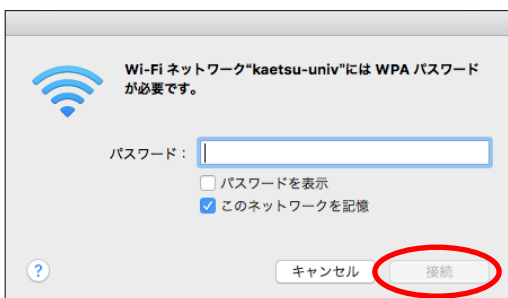 Wi-Fi ネットワーク“kaetsu-univ”には WPA パスワード
が必要です。
パスワード：
パスワードを表示
このネットワークを記憶
? キャンセル 接続